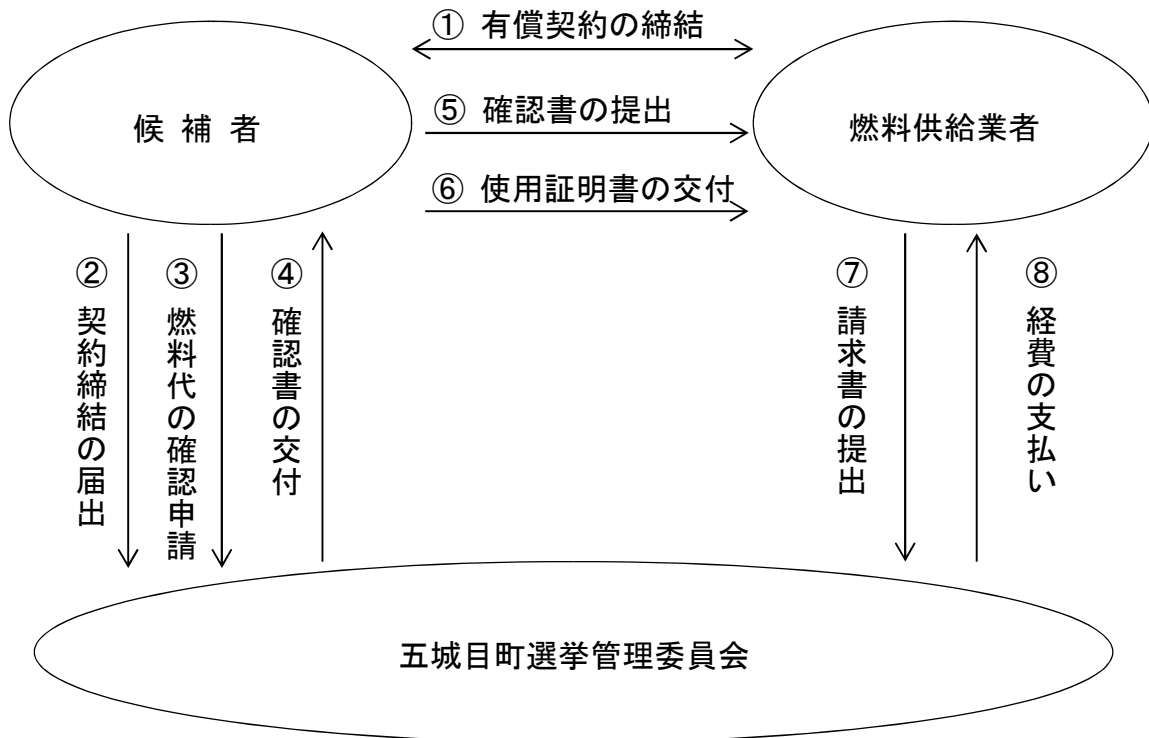 ① 有償契約の締結
候 補 者
⑤ 確認書の提出
燃料供給業者
⑥ 使用証明書の交付
② 契約締結の届出
③ 燃料代の確認申請
④ 確認書の交付
⑦ 請求書の提出
⑧ 経費の支払い
五城目町選挙管理委員会